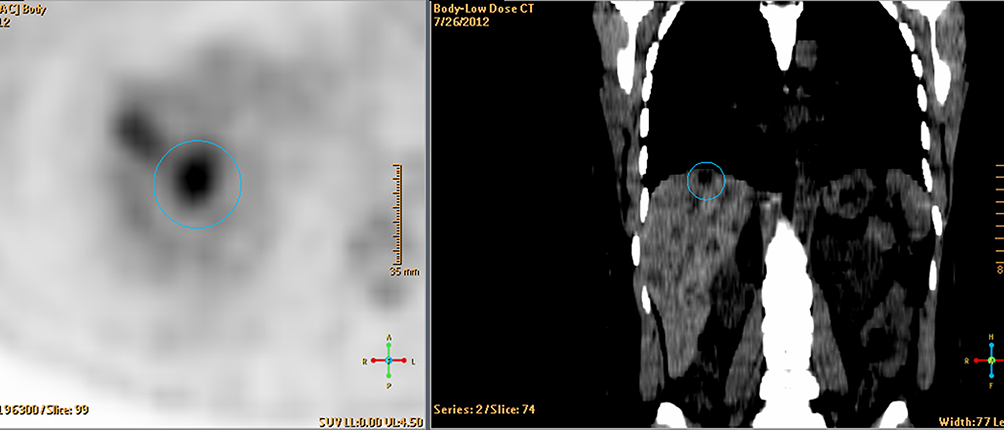 AC] Body
12
35 mm
A
R L
P
196300 /Slice: 99
SUV LL:0.00 UL:4.50
Body-Low Dose CT
7/26/2012
8
H
R
F
Series: 2 /Slice: 74
Width:77 Le